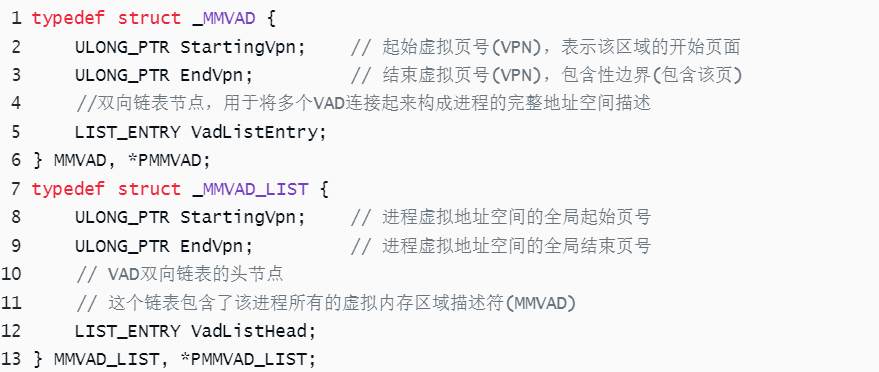 1 typedef struct _MMVAD {
2     ULONG_PTR StartingVpn;    // 起始虚拟页号(VPN)，表示该区域的开始页面
3     ULONG_PTR EndVpn;         // 结束虚拟页号(VPN)，包含性边界(包含该页)
4     //双向链表节点，用于将多个VAD连接起来构成进程的完整地址空间描述
5     LIST_ENTRY VadListEntry;
6 } MMVAD, *PMMVAD;
7 typedef struct _MMVAD_LIST {
8     ULONG_PTR StartingVpn;    // 进程虚拟地址空间的全局起始页号
9     ULONG_PTR EndVpn;         // 进程虚拟地址空间的全局结束页号
10     // VAD双向链表的头节点
11     // 这个链表包含了该进程所有的虚拟内存区域描述符(MMVAD)
12     LIST_ENTRY VadListHead;
13 } MMVAD_LIST, *PMMVAD_LIST;